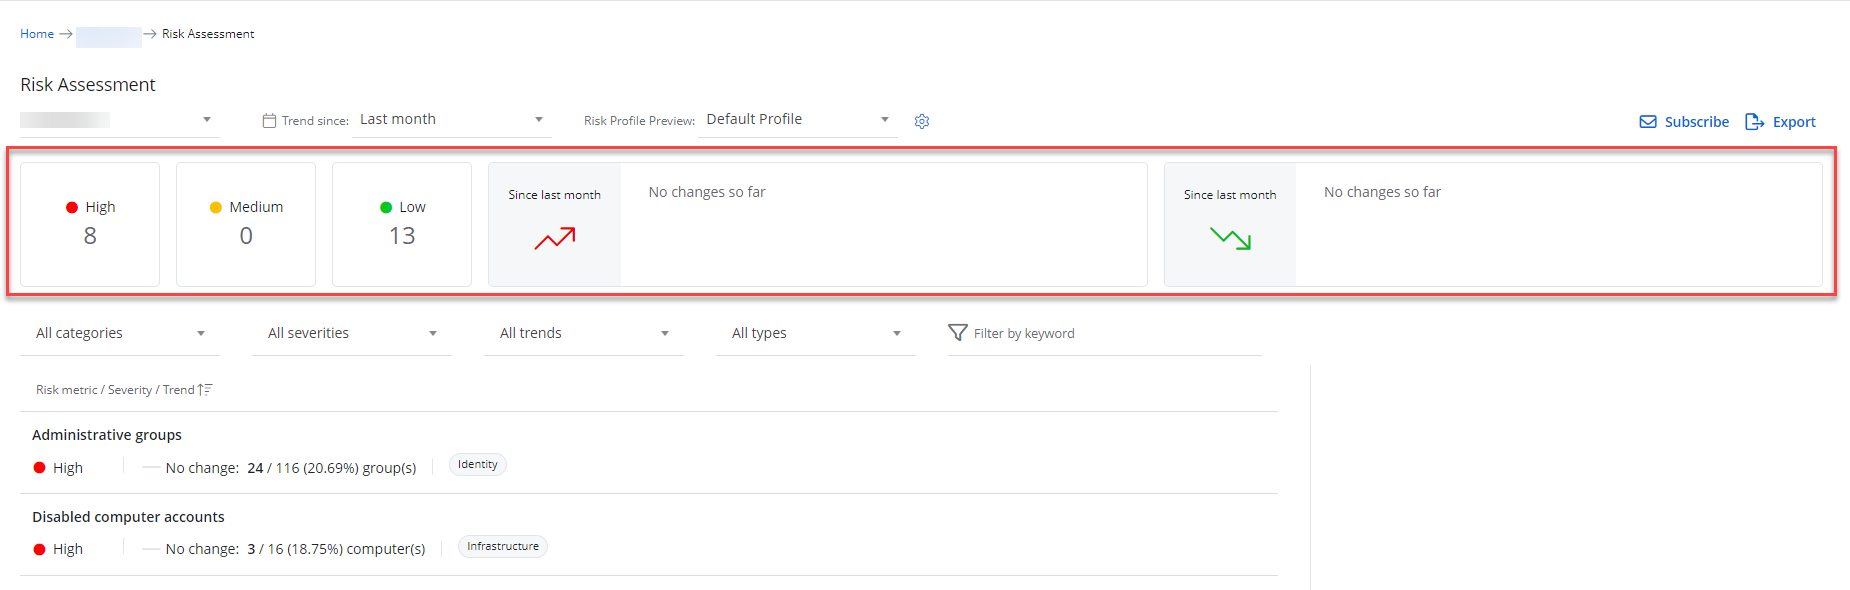 Home → → Risk Assessment
Risk Assessment
Trend since: Last month Risk Profile Preview: Default Profile Subscribe Export
High
8
Medium
0
Low
13
Since last month
No changes so far
Since last month
No changes so far
All categories All severities All trends All types Filter by keyword
Risk metric / Severity / Trend
Administrative groups
High No change: 24 / 116 (20.69%) group(s) Identity
Disabled computer accounts
High No change: 3 / 16 (18.75%) computer(s) Infrastructure